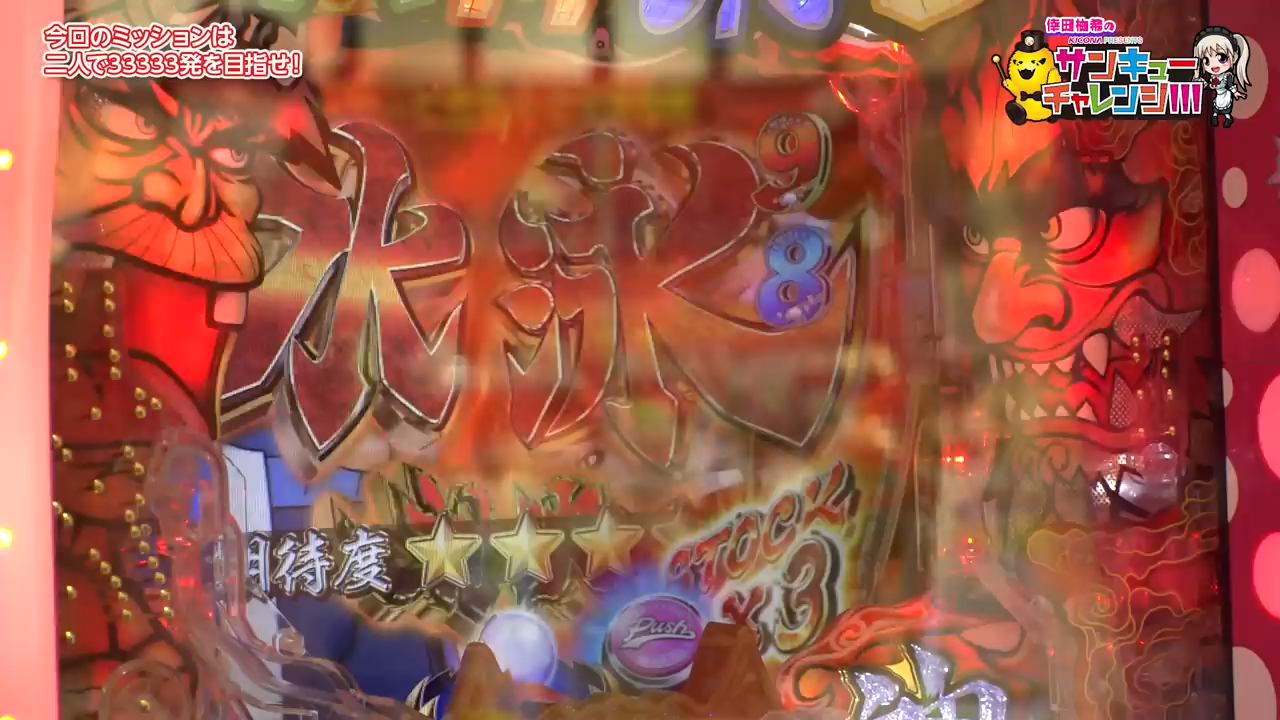 今回のミッションは
二人で33333発を目指せ!
倖田柚希の
KICONA PRESENTS
サンキュー
チャレンジ!!!
9
8
期待度
STOCK
×3
Push